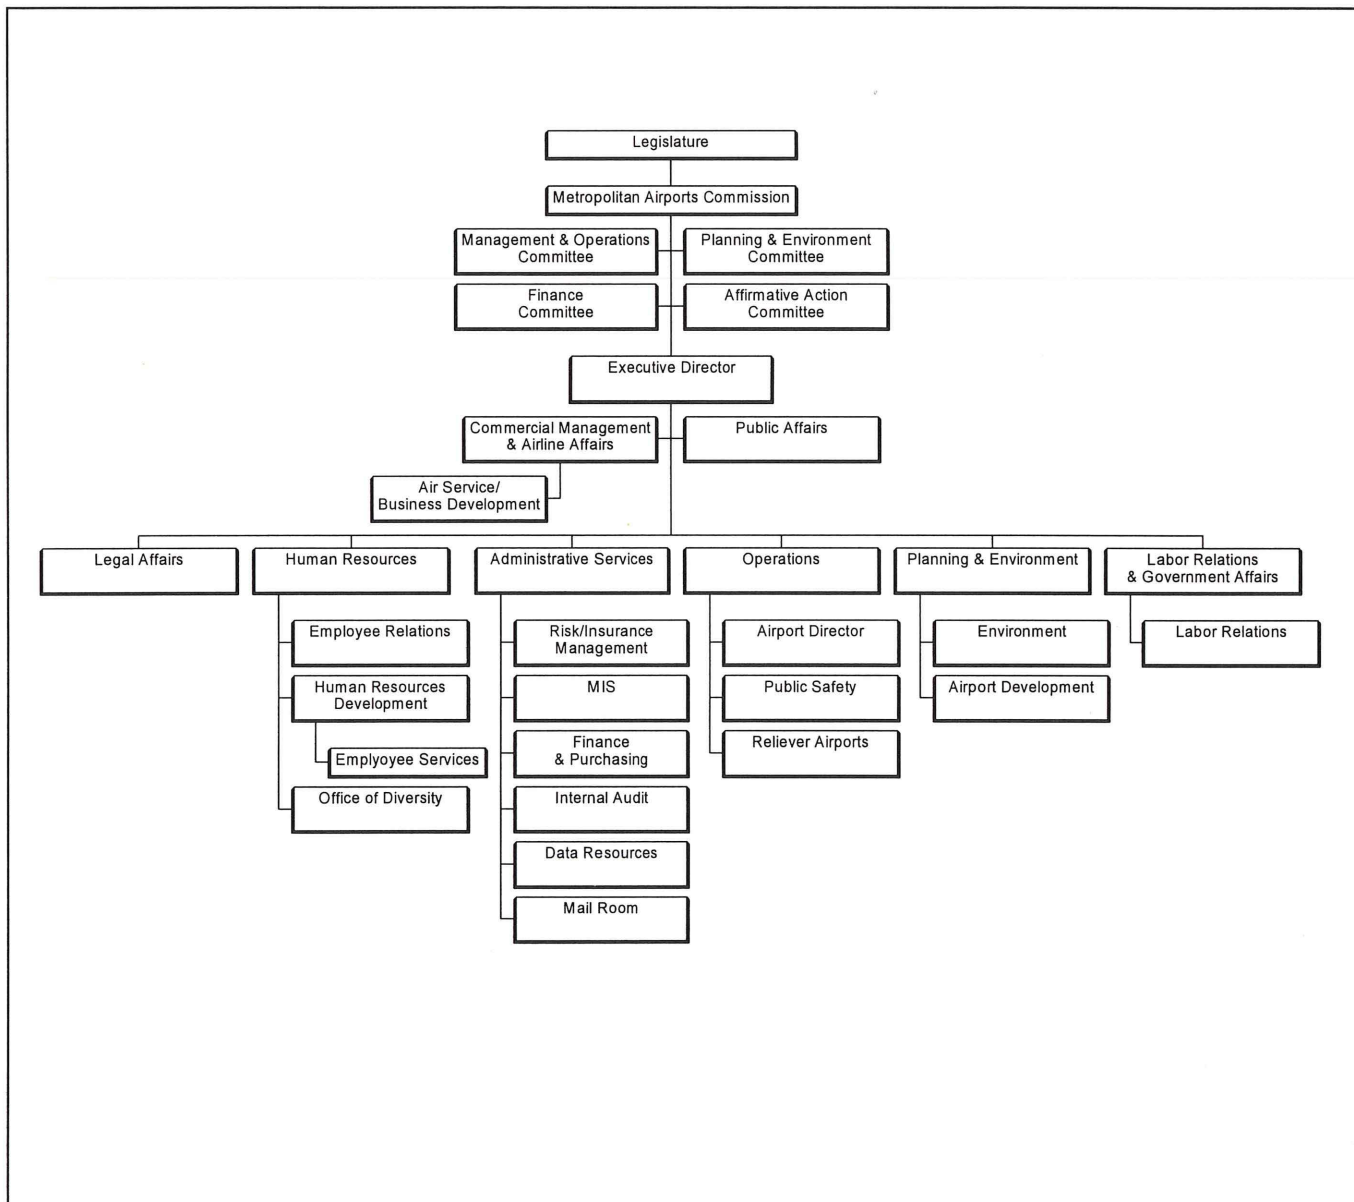 Legislature
Metropolitan Airports Commission
Management & Operations
Committee
Planning & Environment
Committee
Finance
Committee
Affirmative Action
Committee
Executive Director
Commercial Management
& Airline Affairs
Public Affairs
Air Service/
Business Development
Legal Affairs
Human Resources
Administrative Services
Operations
Planning & Environment
Labor Relations
& Government Affairs
Employee Relations
Human Resources
Development
Emplyoyee Services
Office of Diversity
Risk/Insurance
Management
MIS
Finance
& Purchasing
Internal Audit
Data Resources
Mail Room
Airport Director
Public Safety
Reliever Airports
Environment
Airport Development
Labor Relations